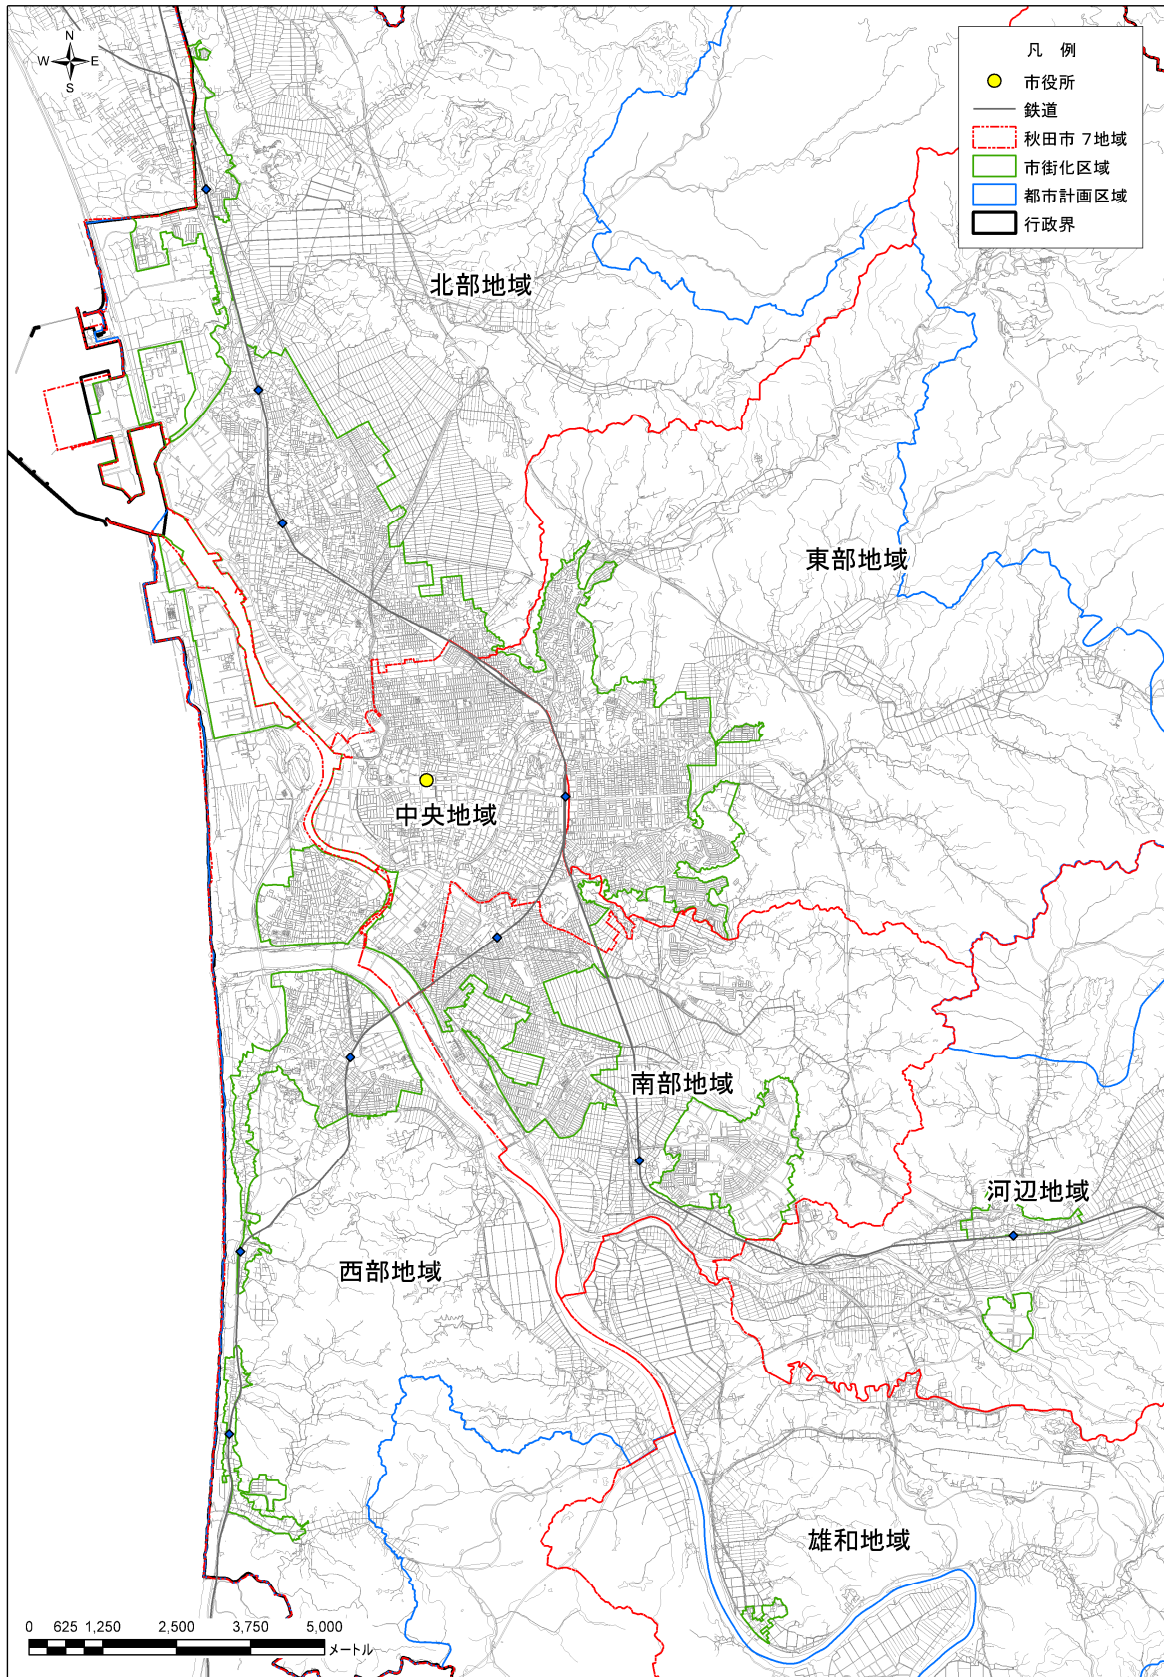 N
W E
S
凡 例
市役所
鉄道
秋田市 7地域
市街化区域
都市計画区域
行政界
北部地域
東部地域
中央地域
南部地域
河辺地域
西部地域
雄和地域
0 625 1,250 2,500 3,750 5,000
メートル